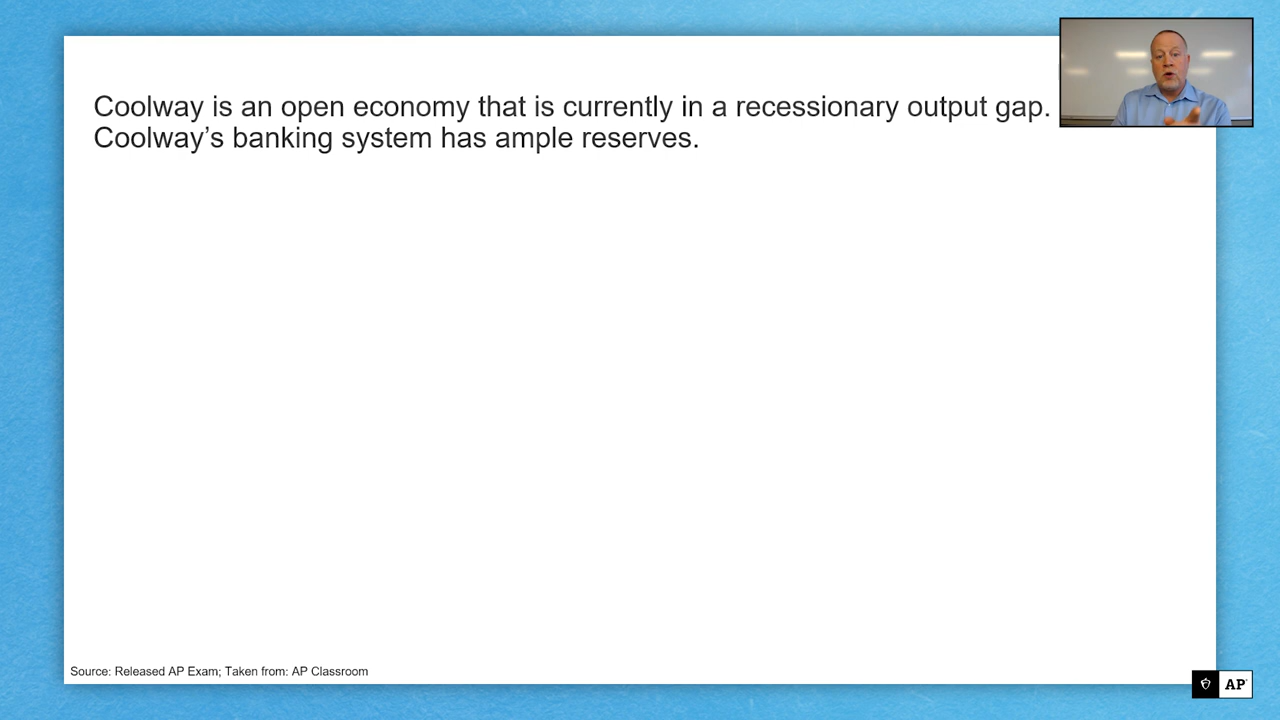 Coolway is an open economy that is currently in a recessionary output gap.
Coolway’s banking system has ample reserves.
Source: Released AP Exam; Taken from: AP Classroom
AP